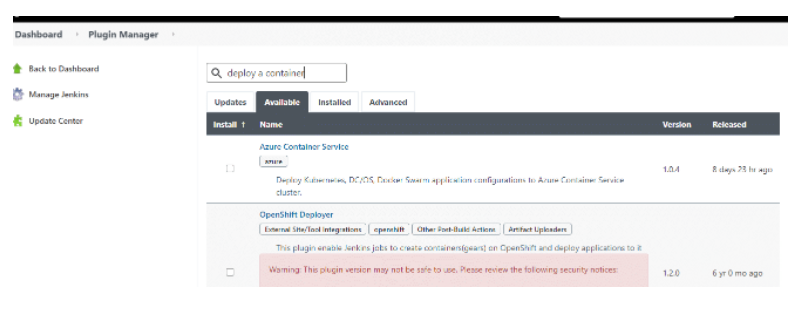 Dashboard
Plugin Manager
Back to Dashboard
Manage Jenkins
Update Center
deploy a container
Updates Available Installed Advanced
Install ↑ Name Version Released
Azure Container Service
azure
Deploy Kubernetes, DC/OS, Docker Swarm application configurations to Azure Container Service
cluster.
1.0.4 8 days 23 hr ago
OpenShift Deployer
External Site/Tool Integrations openshift Other Post-Build Actions Artifact Uploaders
This plugin enable Jenkins jobs to create containers(gears) on OpenShift and deploy applications to it
Warning: This plugin version may not be safe to use. Please review the following security notices:
1.2.0 6 yr 0 mo ago